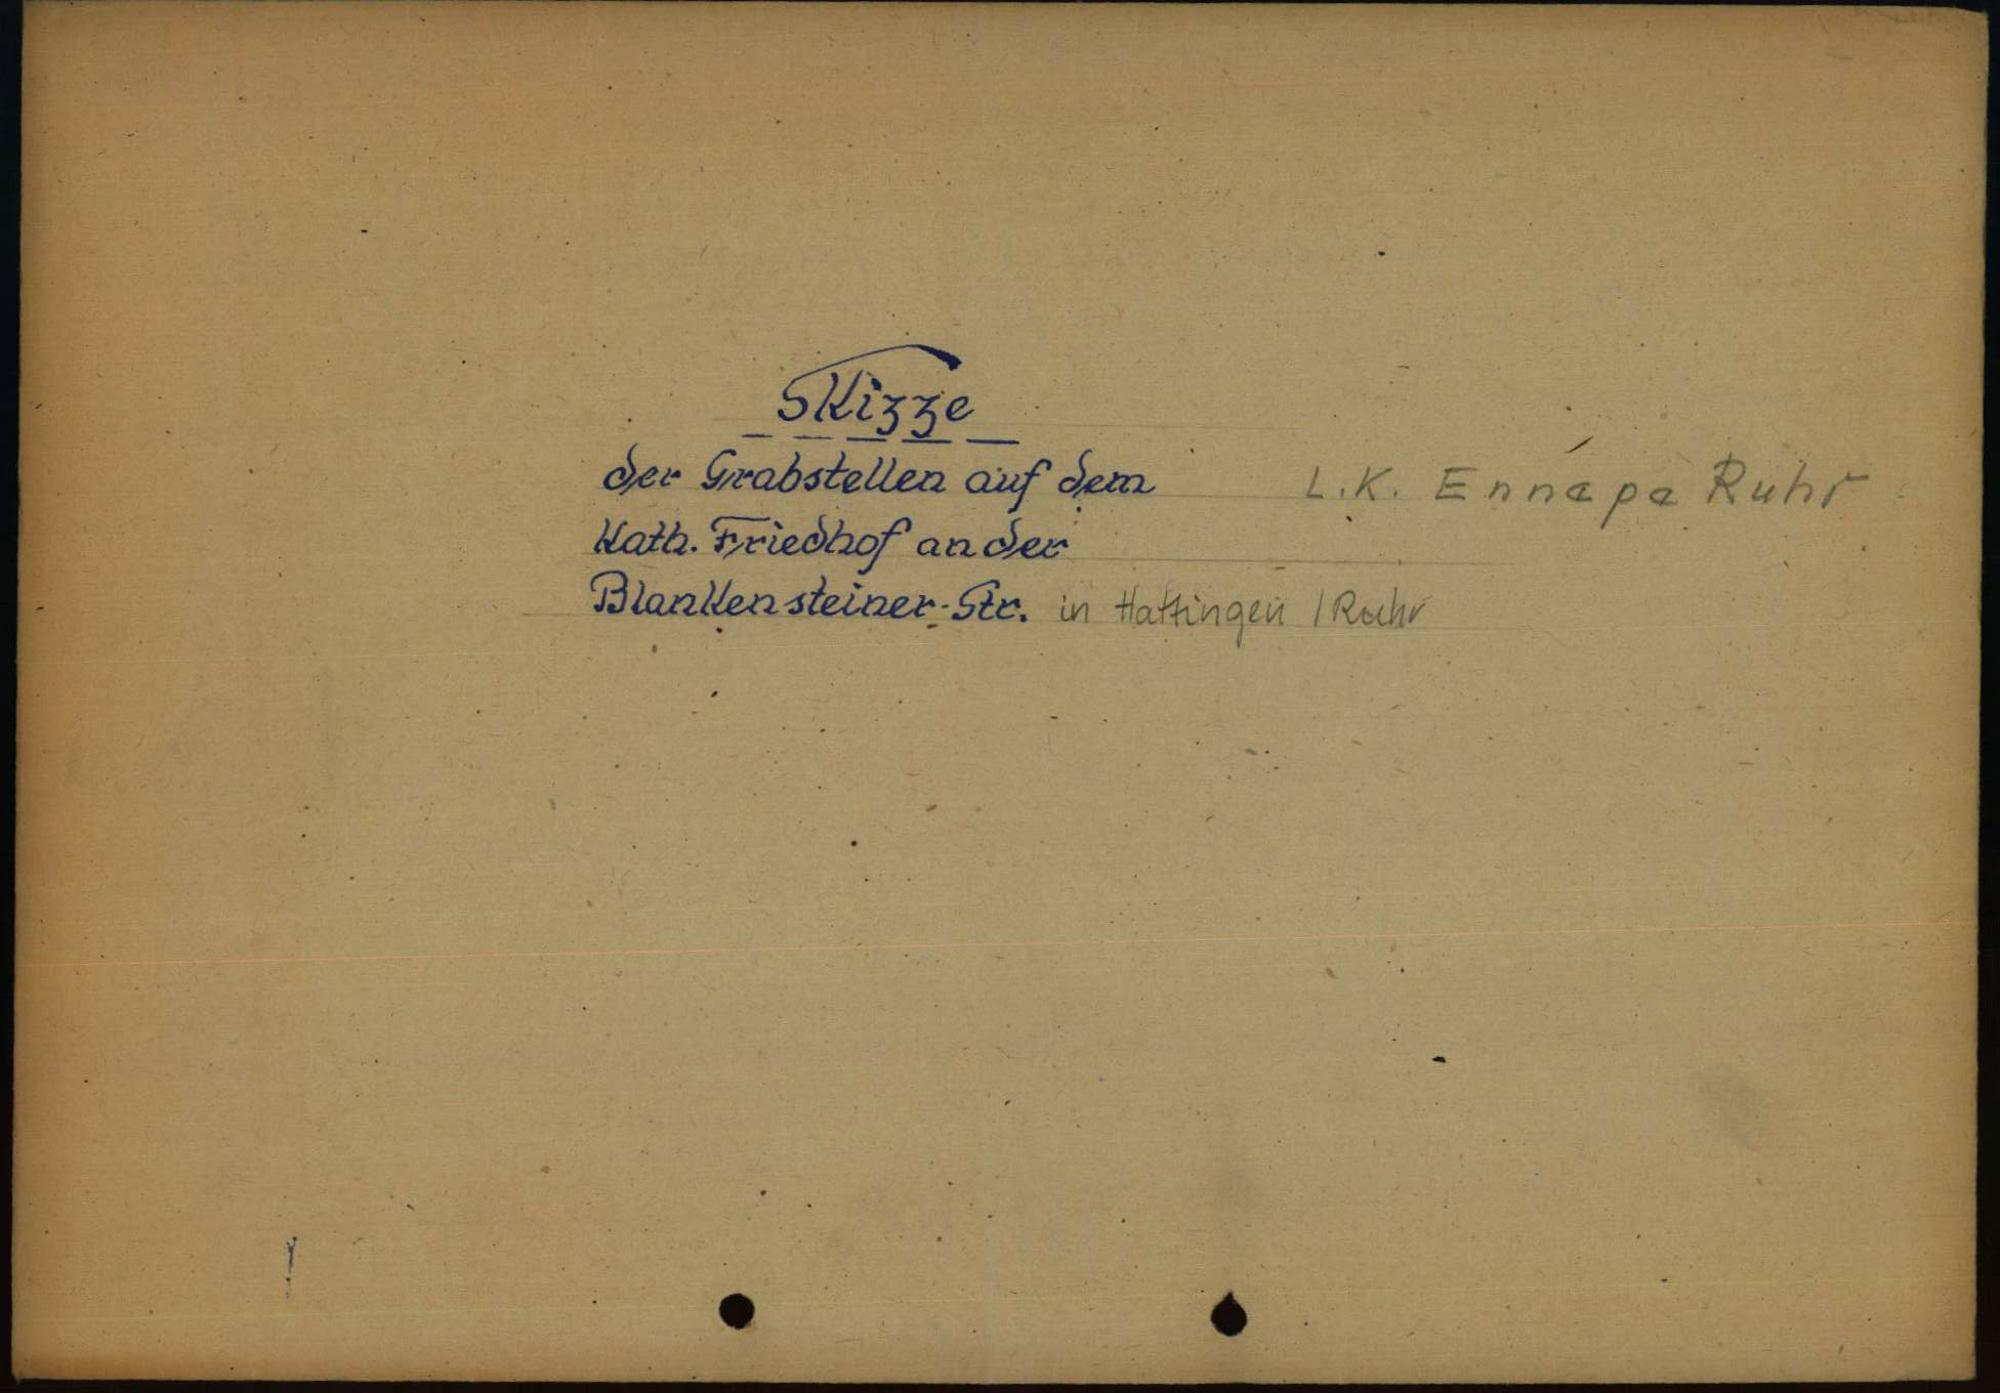 Skizze
der Grabstellen auf dem
L.K. Ennepe Ruhr
Kath. Friedhof an der
Blankensteiner-Str. in Hattingen / Ruhr